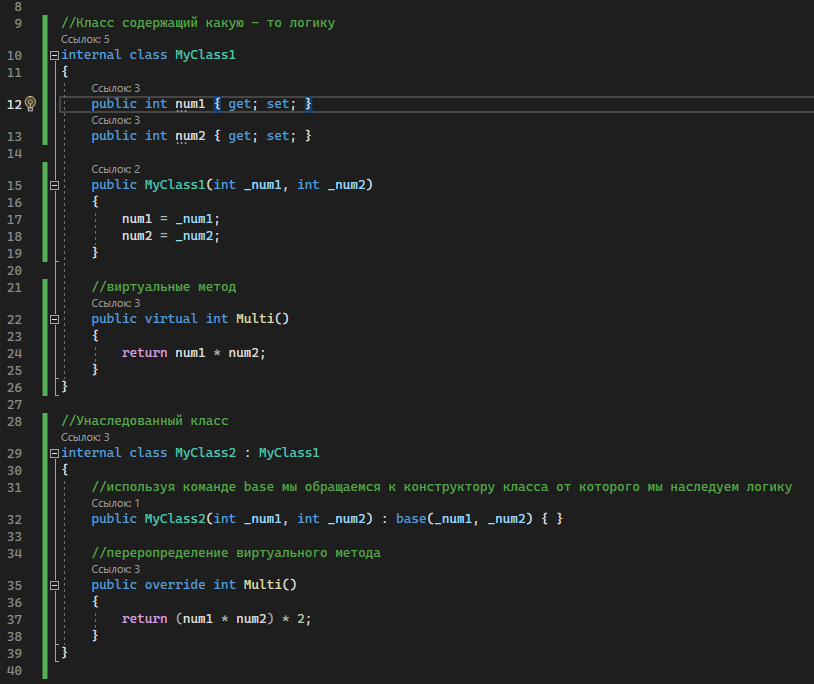 8
9 //Класс содержащий какую - то логику
Ссылок: 5
10 internal class MyClass1
11 {
Ссылок: 3
12 public int num1 { get; set; }
Ссылок: 3
13 public int num2 { get; set; }
14
Ссылок: 2
15 public MyClass1(int _num1, int _num2)
16 {
17 num1 = _num1;
18 num2 = _num2;
19 }
20
21 //виртуальные метод
Ссылок: 3
22 public virtual int Multi()
23 {
24 return num1 * num2;
25 }
26 }
27
28 //Унаследованный класс
Ссылок: 3
29 internal class MyClass2 : MyClass1
30 {
31 //используя команде base мы обращаемся к конструктору класса от которого мы наследуем логику
Ссылок: 1
32 public MyClass2(int _num1, int _num2) : base(_num1, _num2) { }
33
34 //переропределение виртуального метода
Ссылок: 3
35 public override int Multi()
36 {
37 return (num1 * num2) * 2;
38 }
39 }
40